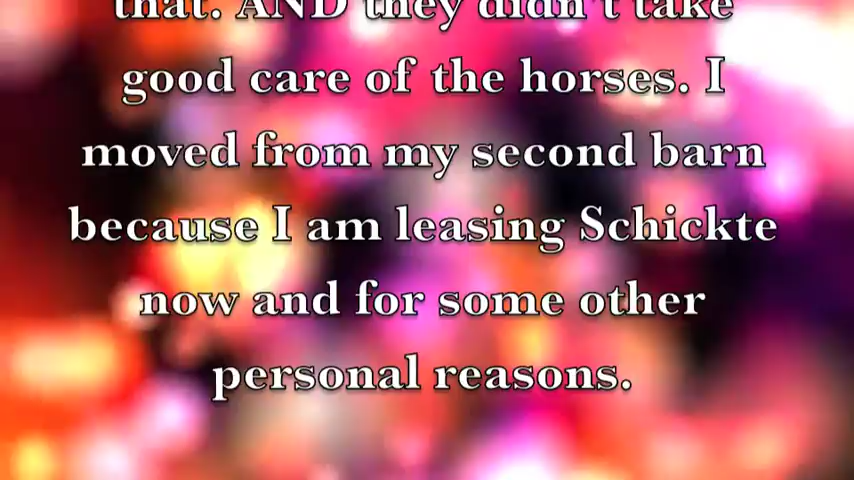 that. AND they didn't take
good care of the horses. I
moved from my second barn
because I am leasing Schickte
now and for some other
personal reasons.